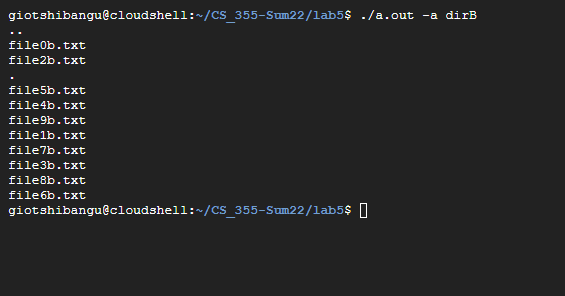 giotshibangu@cloudshell:~/CS_355-Sum22/lab5$ ./a.out -a dirB
..
file0b.txt
file2b.txt
.
file5b.txt
file4b.txt
file9b.txt
file1b.txt
file7b.txt
file3b.txt
file8b.txt
file6b.txt
giotshibangu@cloudshell:~/CS_355-Sum22/lab5$